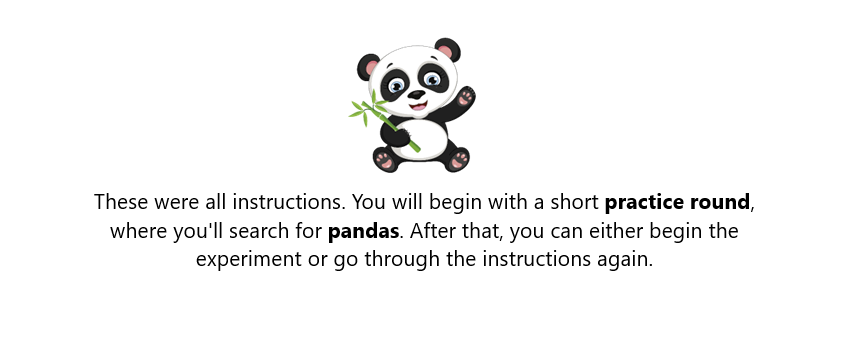 These were all instructions. You will begin with a short practice round,
where you'll search for pandas. After that, you can either begin the
experiment or go through the instructions again.